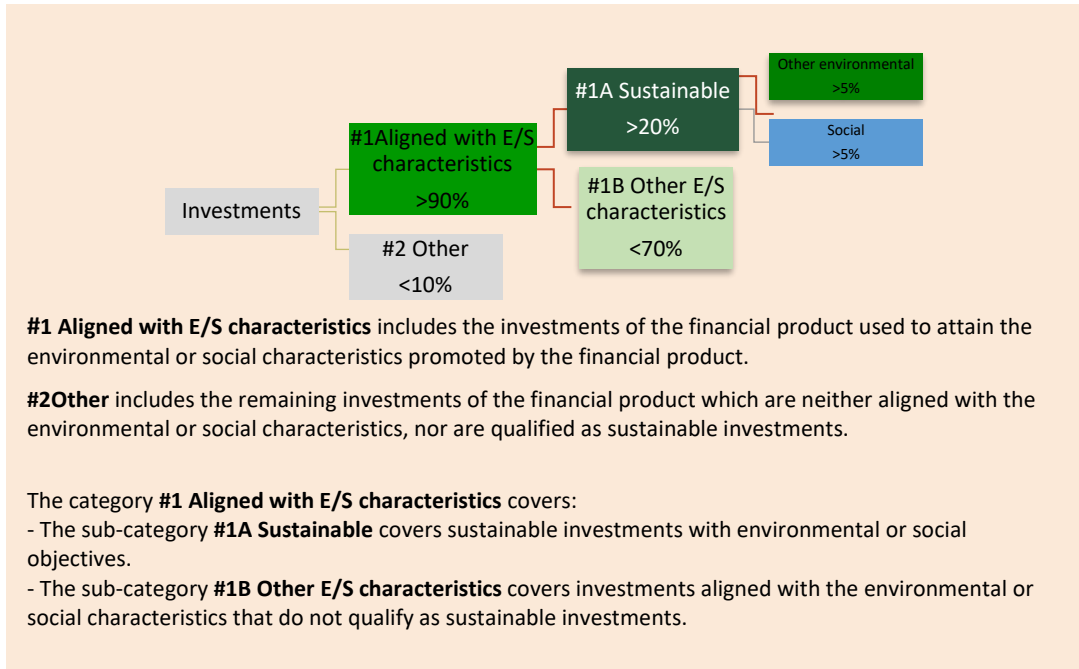 Other environmental
>5%
#1A Sustainable
>20%
Social
>5%
#1Aligned with E/S
characteristics
>90%
#1B Other E/S
characteristics
<70%
Investments
#2 Other
<10%
#1 Aligned with E/S characteristics includes the investments of the financial product used to attain the
environmental or social characteristics promoted by the financial product.
#2Other includes the remaining investments of the financial product which are neither aligned with the
environmental or social characteristics, nor are qualified as sustainable investments.
The category #1 Aligned with E/S characteristics covers:
- The sub-category #1A Sustainable covers sustainable investments with environmental or social
objectives.
- The sub-category #1B Other E/S characteristics covers investments aligned with the environmental or
social characteristics that do not qualify as sustainable investments.